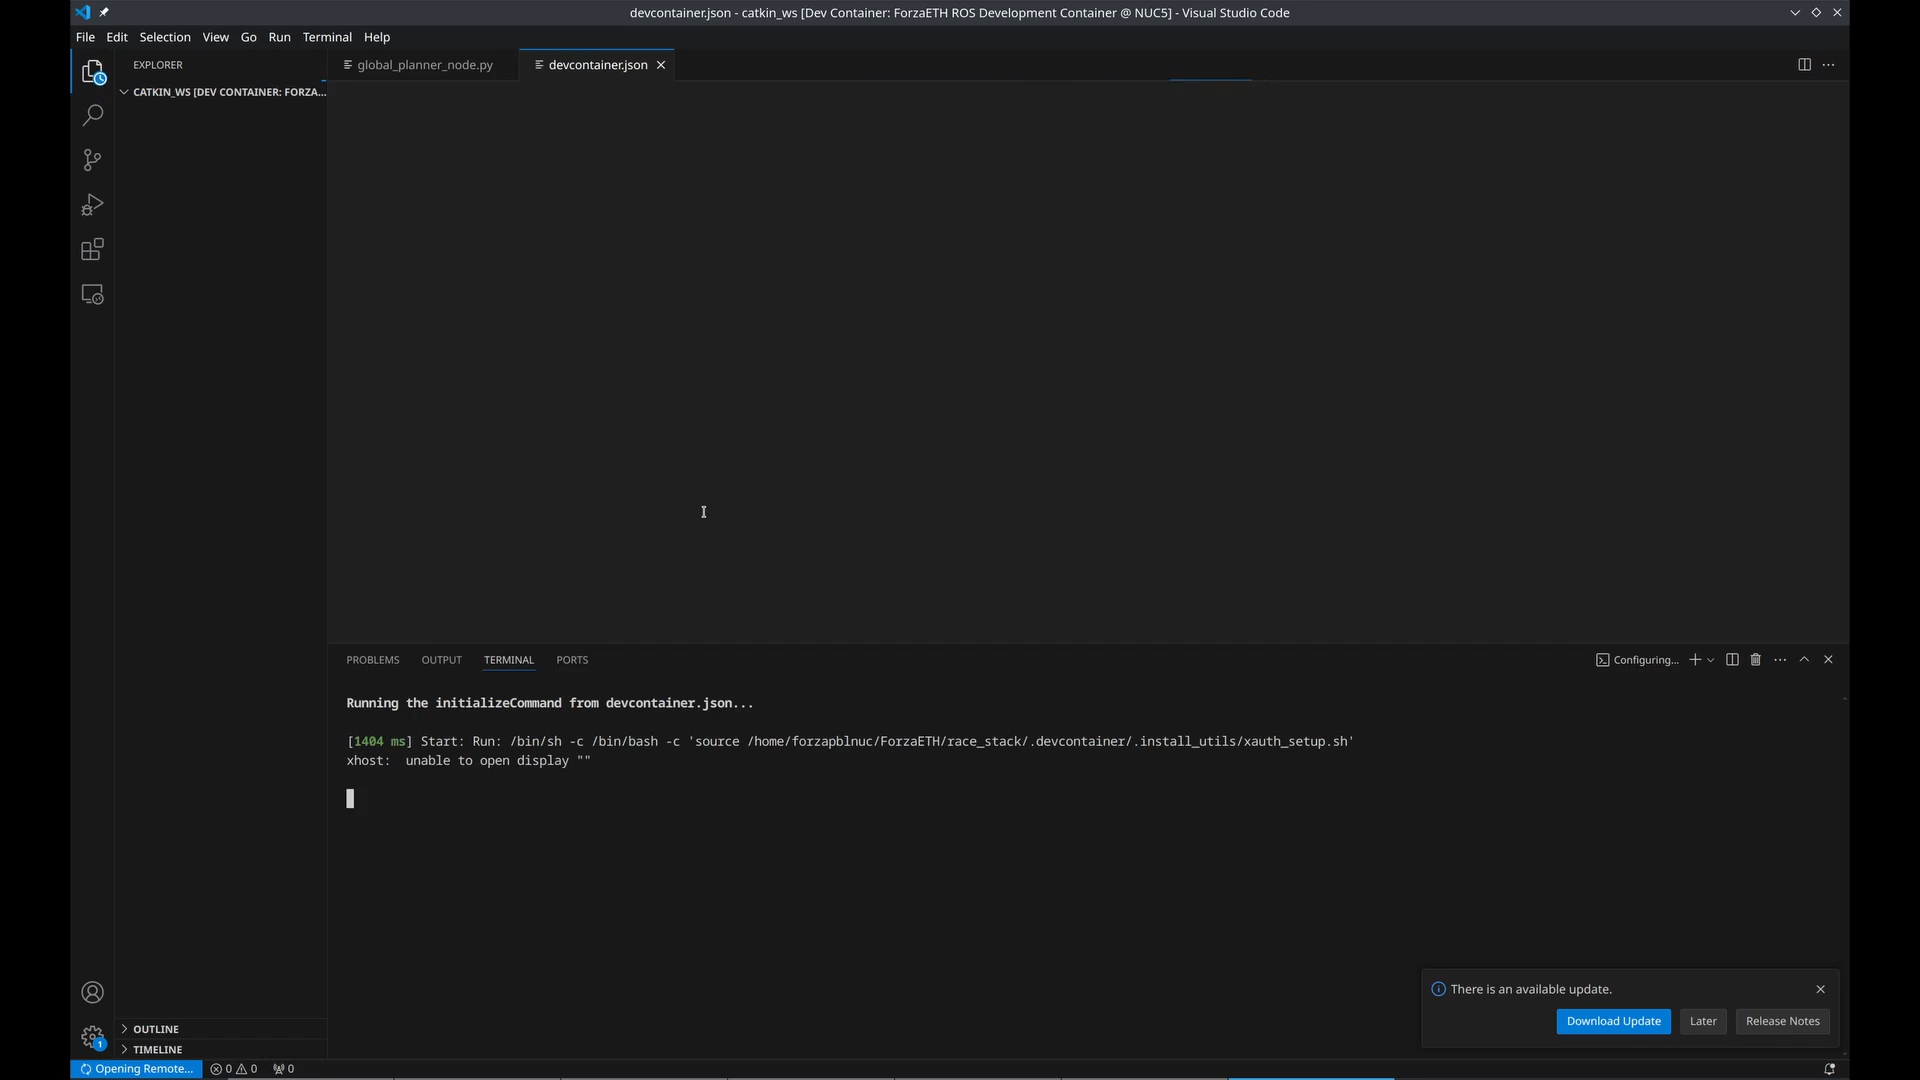 devcontainer.json - catkin_ws [Dev Container: ForzaETH ROS Development Container @ NUC5] - Visual Studio Code
File Edit Selection View Go Run Terminal Help
EXPLORER
global_planner_node.py
devcontainer.json
CATKIN_WS [DEV CONTAINER: FORZA...
PROBLEMS OUTPUT TERMINAL PORTS
Configuring...
Running the initializeCommand from devcontainer.json...
[1404 ms] Start: Run: /bin/sh -c /bin/bash -c 'source /home/forzapblnuc/ForzaETH/race_stack/.devcontainer/.install_utils/xauth_setup.sh'
xhost:  unable to open display ""
There is an available update.
Download Update Later Release Notes
1
OUTLINE
TIMELINE
Opening Remote... 0 0 0